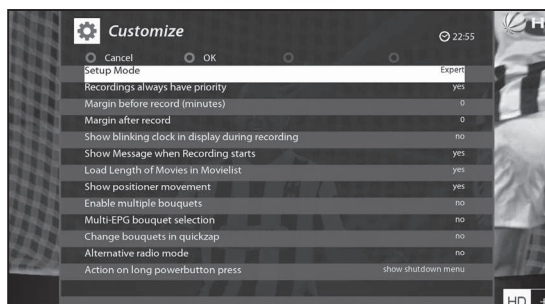 Customize
22:55
Cancel OK
Setup Mode Expert
Recordings always have priority yes
Margin before record (minutes) 0
Margin after record 0
Show blinking clock in display during recording no
Show Message when Recording starts yes
Load Length of Movies in Movielist yes
Show positioner movement yes
Enable multiple bouquets no
Multi-EPG bouquet selection no
Change bouquets in quickzap no
Alternative radio mode no
Action on long powerbutton press show shutdown menu
HD